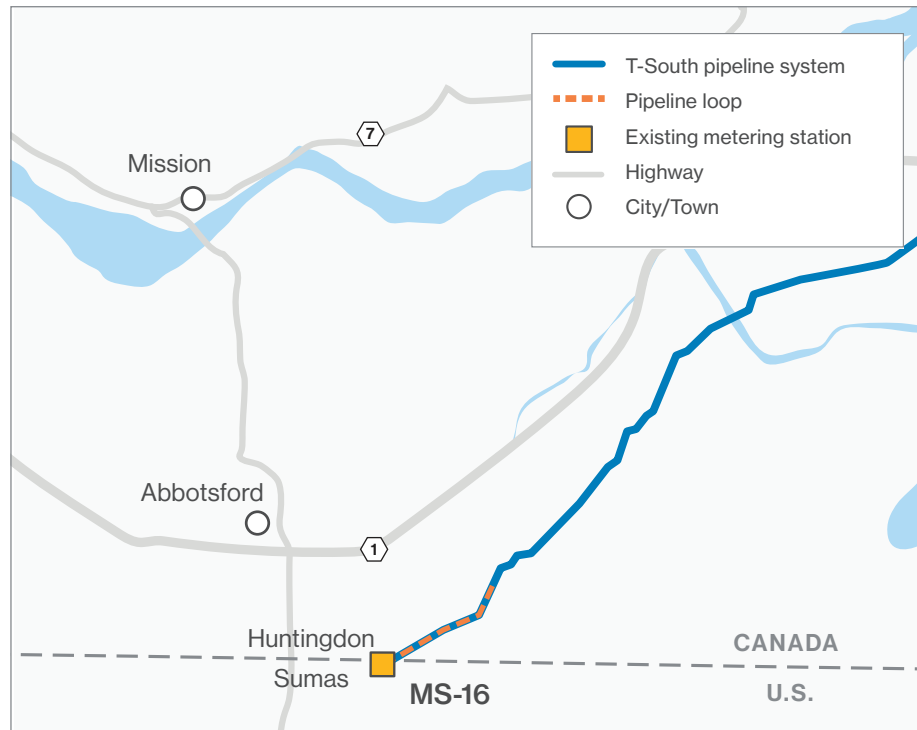 T-South pipeline system
Pipeline loop
Existing metering station
Highway
City/Town
7
Mission
Abbotsford
1
Huntingdon
Sumas
MS-16
CANADA
U.S.